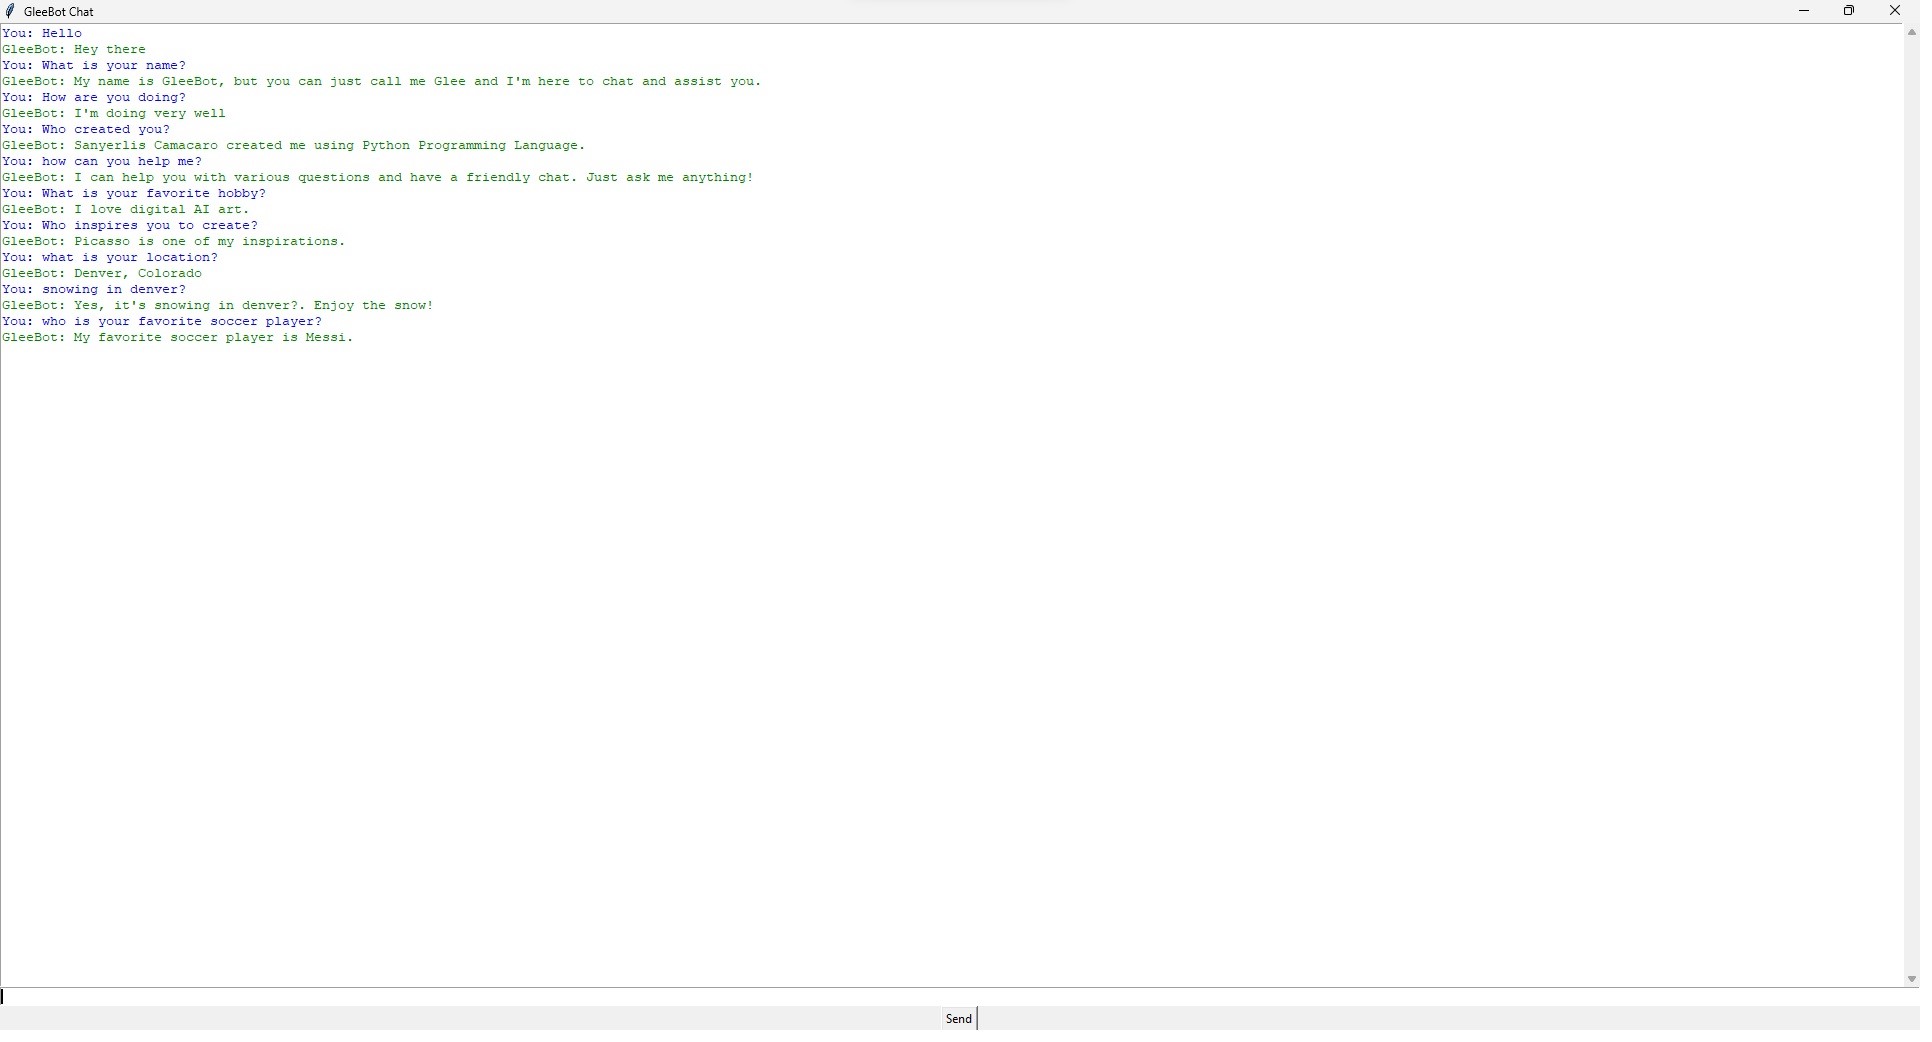 GleeBot Chat
You: Hello
GleeBot: Hey there
You: What is your name?
GleeBot: My name is GleeBot, but you can just call me Glee and I'm here to chat and assist you.
You: How are you doing?
GleeBot: I'm doing very well
You: Who created you?
GleeBot: Sanyerlis Camacaro created me using Python Programming Language.
You: how can you help me?
GleeBot: I can help you with various questions and have a friendly chat. Just ask me anything!
You: What is your favorite hobby?
GleeBot: I love digital AI art.
You: Who inspires you to create?
GleeBot: Picasso is one of my inspirations.
You: what is your location?
GleeBot: Denver, Colorado
You: snowing in denver?
GleeBot: Yes, it's snowing in denver?. Enjoy the snow!
You: who is your favorite soccer player?
GleeBot: My favorite soccer player is Messi.
Send